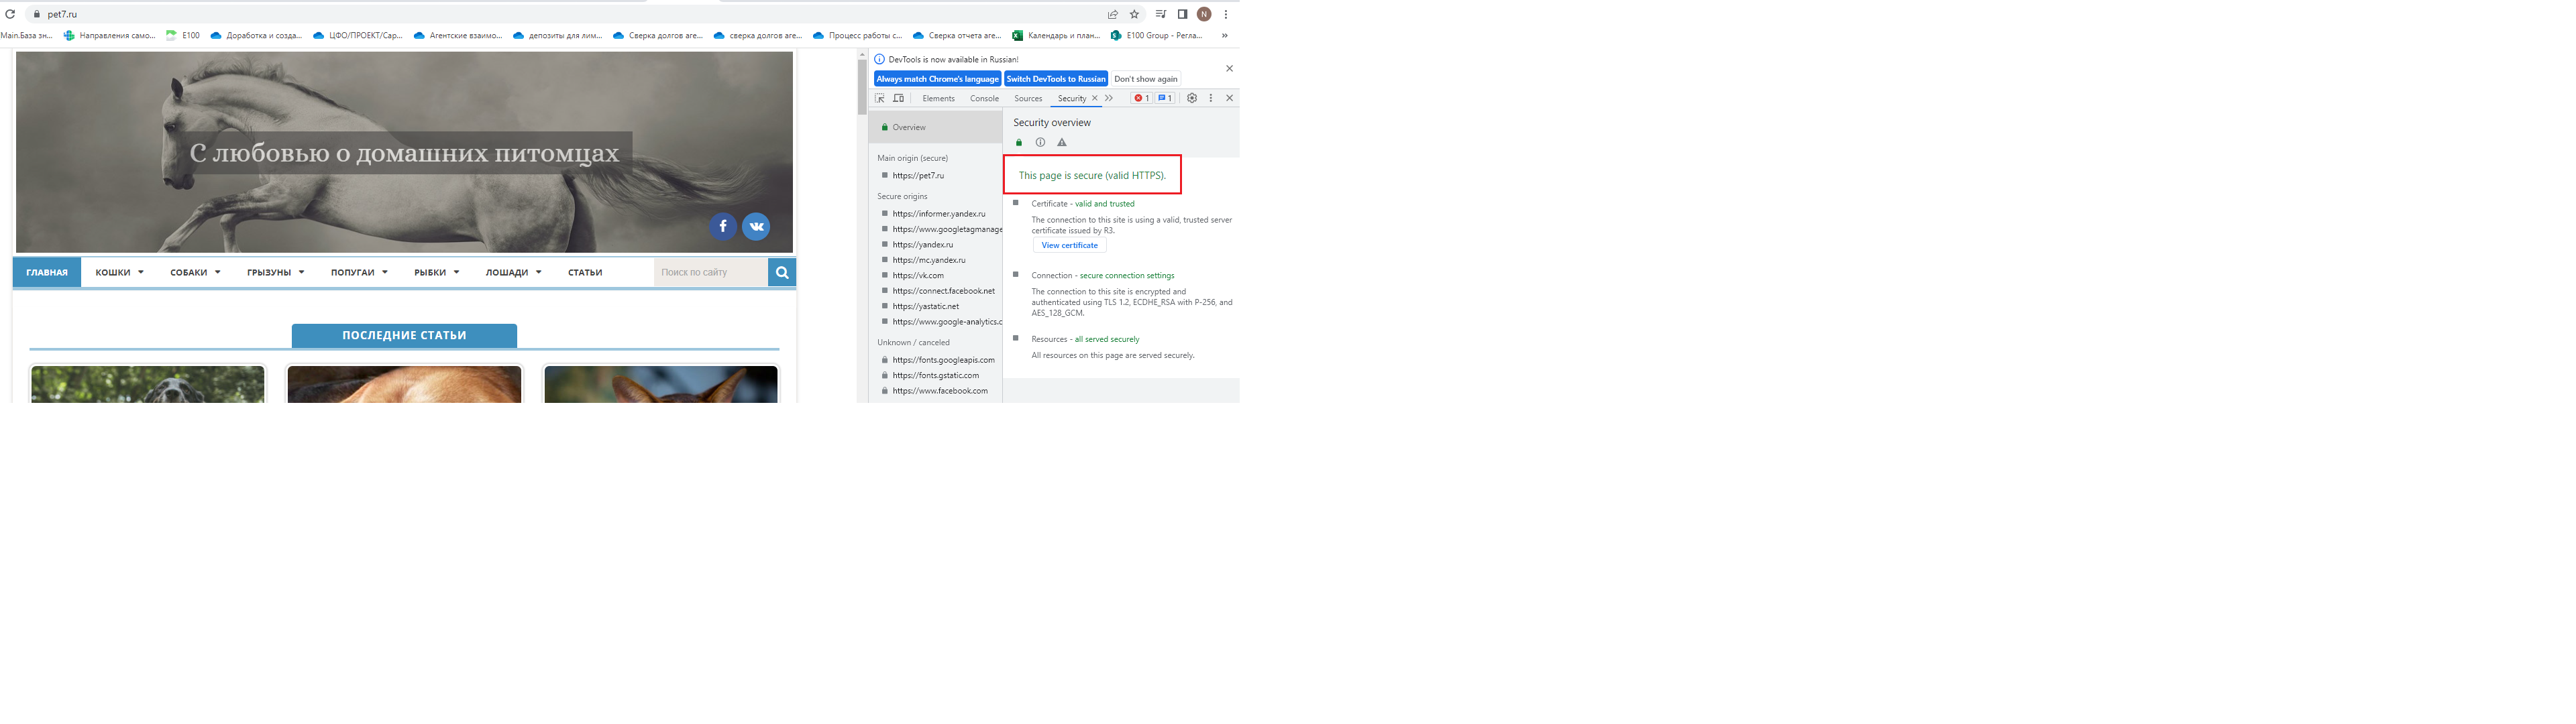 pet7.ru
N
Main.База зн...
Направления само...
E100
Доработка и созда...
ЦФО/ПРОЕКТ/Сар...
Агентские взаимо...
депозиты для лим...
Сверка долгов аге...
сверка долгов аге...
Процесс работы с...
Сверка отчета аге...
Календарь и план...
E100 Group - Регла...
»
С любовью о домашних питомцах
ГЛАВНАЯ
КОШКИ
СОБАКИ
ГРЫЗУНЫ
ПОПУГАИ
РЫБКИ
ЛОШАДИ
СТАТЬИ
Поиск по сайту
ПОСЛЕДНИЕ СТАТЬИ
DevTools is now available in Russian!
Always match Chrome's language
Switch DevTools to Russian
Don't show again
Elements
Console
Sources
Security
1
1
Overview
Main origin (secure)
https://pet7.ru
Secure origins
https://informer.yandex.ru
https://www.googletagmanage
https://yandex.ru
https://mc.yandex.ru
https://vk.com
https://connect.facebook.net
https://yastatic.net
https://www.google-analytics.c
Unknown / canceled
https://fonts.googleapis.com
https://fonts.gstatic.com
https://www.facebook.com
Security overview
This page is secure (valid HTTPS).
Certificate - valid and trusted
The connection to this site is using a valid, trusted server
certificate issued by R3.
View certificate
Connection - secure connection settings
The connection to this site is encrypted and
authenticated using TLS 1.2, ECDHE_RSA with P-256, and
AES_128_GCM.
Resources - all served securely
All resources on this page are served securely.